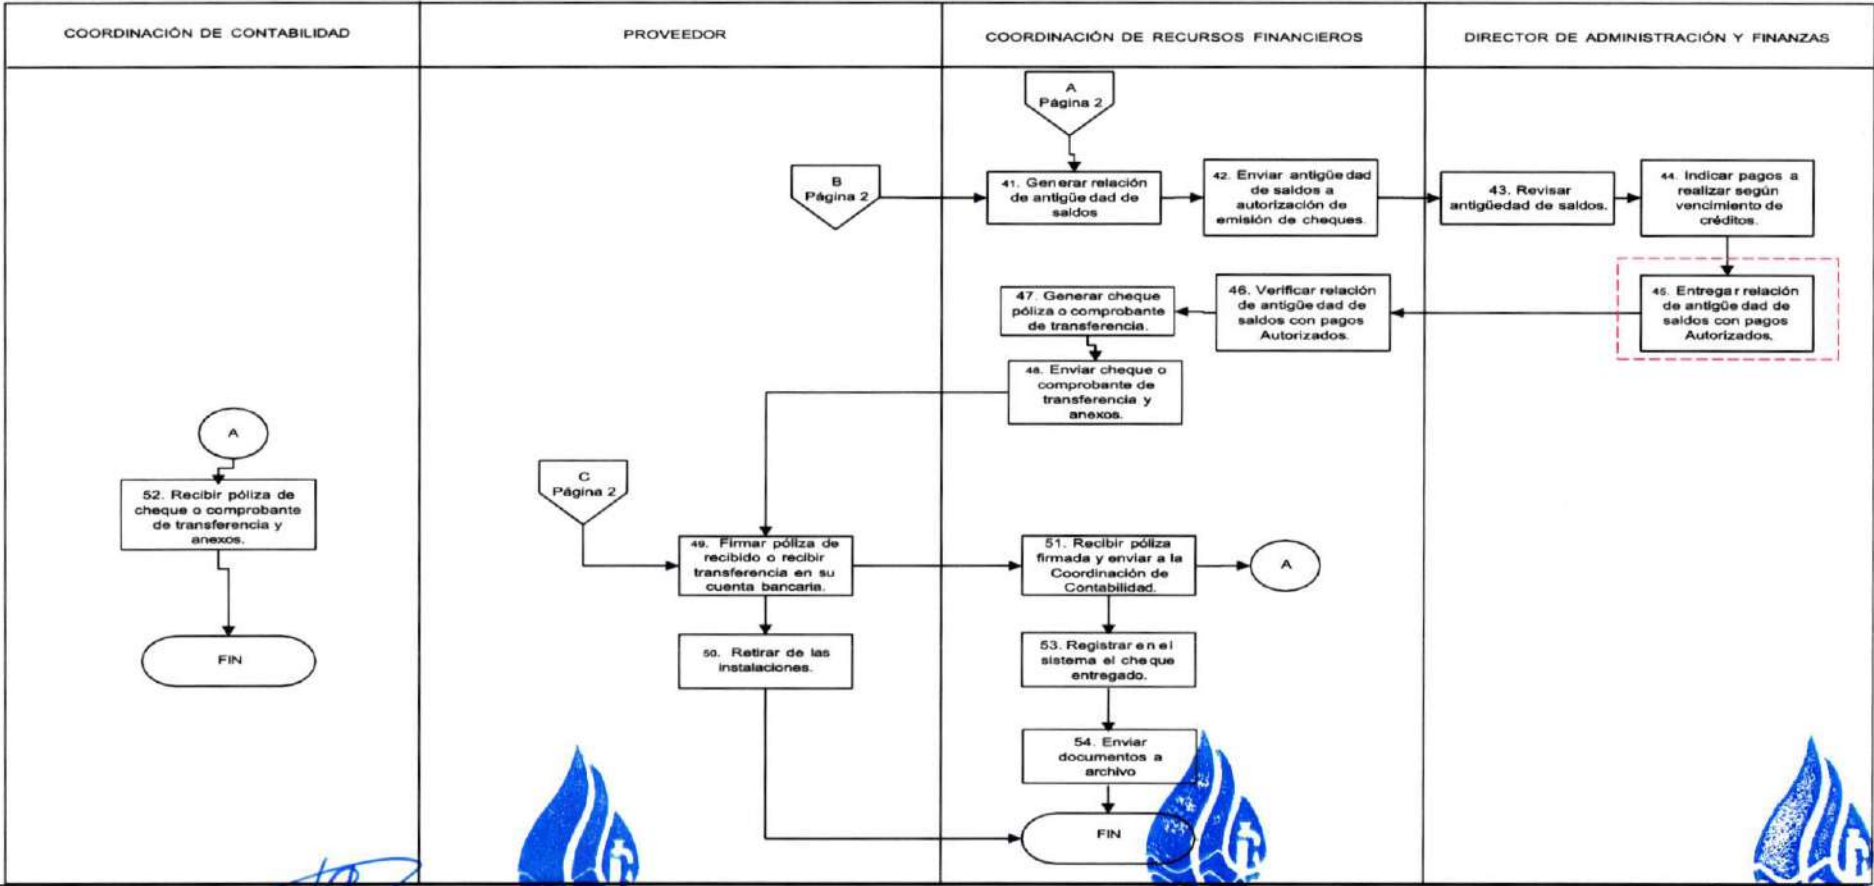 COORDINACIÓN DE CONTABILIDAD
PROVEEDOR
COORDINACIÓN DE RECURSOS FINANCIEROS
DIRECTOR DE ADMINISTRACIÓN Y FINANZAS
A
Página 2
B
Página 2
41. Generar relación
de antigüedad de
saldos
42. Enviar antigüedad
de saldos a
autorización de
emisión de cheques.
43. Revisar
antigüedad de saldos.
44. Indicar pagos a
realizar según
vencimiento de
créditos.
45. Entregar relación
de antigüedad de
saldos con pagos
Autorizados.
46. Verificar relación
de antigüedad de
saldos con pagos
Autorizados.
47. Generar cheque
póliza o comprobante
de transferencia.
48. Enviar cheque o
comprobante de
transferencia y
anexos.
C
Página 2
49. Firmar póliza de
recibido o recibir
transferencia en su
cuenta bancaria.
50. Retirar de las
instalaciones.
51. Recibir póliza
firmada y enviar a la
Coordinación de
Contabilidad.
A
A
52. Recibir póliza de
cheque o comprobante
de transferencia y
anexos.
FIN
53. Registrar en el
sistema el cheque
entregado.
54. Enviar
documentos a
archivo
FIN